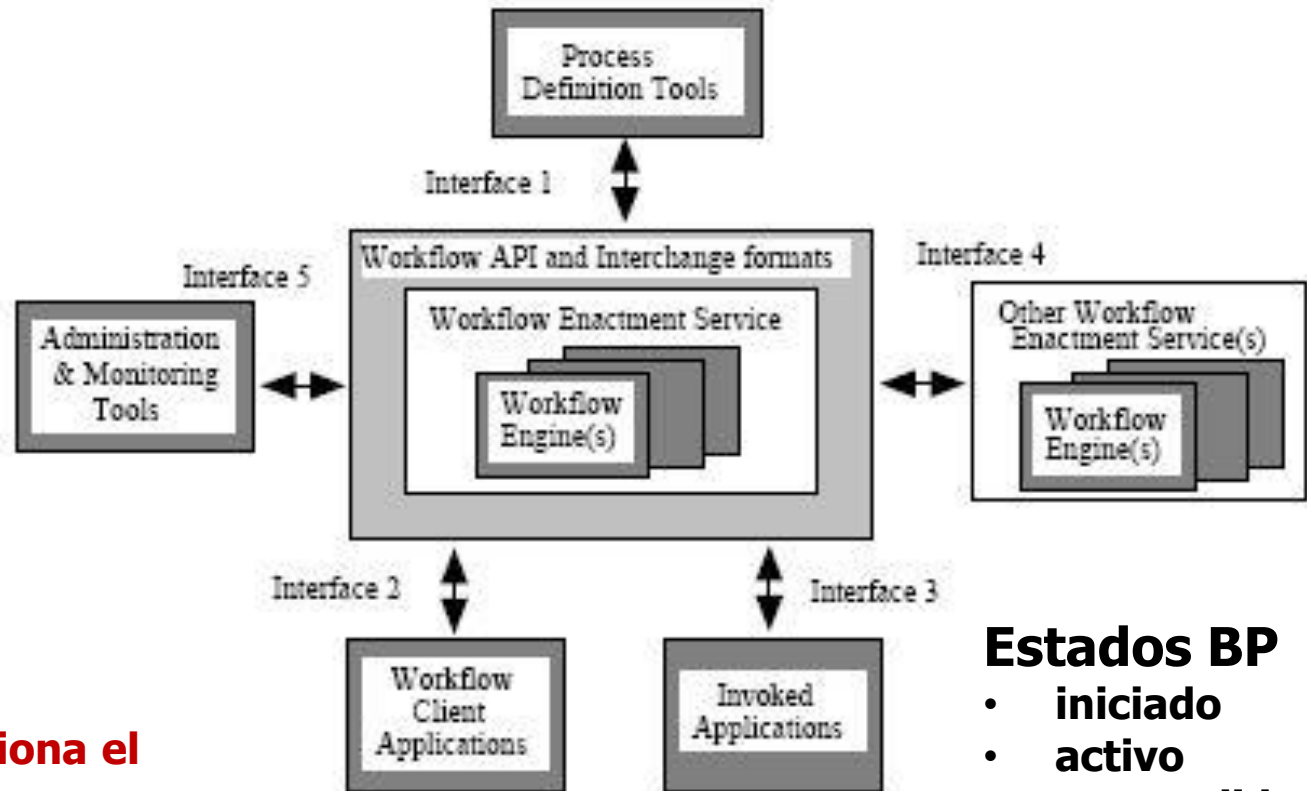 Process
Definition Tools
Interface 1
Workflow API and Interchange formats
Interface 5
Interface 4
Workflow Enactment Service
Workflow
Engine(s)
Administration
& Monitoring
Tools
Other Workflow
Enactment Service(s)
Workflow
Engine(s)
Interface 2
Interface 3
Workflow
Client
Applications
Invoked
Applications
Estados BP
• iniciado
• activo
el